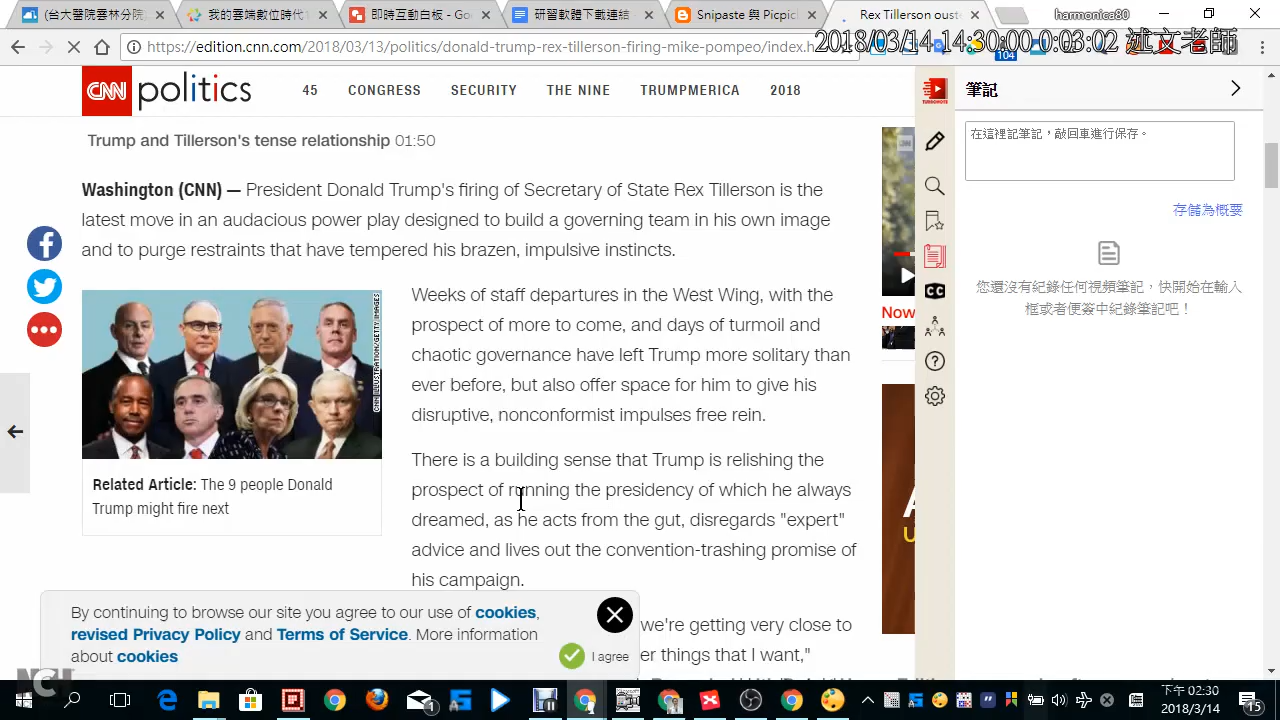 (台大醫院雲林分院
我的雲端數位時代
即時互動白板 - Go
研習軟體下載連結 -
Snipaste 與 Picpic
Rex Tillerson oust
harmonica80
https://edition.cnn.com/2018/03/13/politics/donald-trump-rex-tillerson-firing-mike-pompeo/index.h
2018/03/14 14:30:00 0:03:02 述文老師
104
CNN politics
45 CONGRESS SECURITY THE NINE TRUMPMERICA 2018
TURBONOTE
筆記
在這裡記筆記，敲回車進行保存。
存儲為概要
您還沒有紀錄任何視頻筆記，快開始在輸入
框或者便簽中紀錄筆記吧！
Trump and Tillerson's tense relationship 01:50
Washington (CNN) — President Donald Trump's firing of Secretary of State Rex Tillerson is the
latest move in an audacious power play designed to build a governing team in his own image
and to purge restraints that have tempered his brazen, impulsive instincts.
CNN ILLUSTRATION/GETTY IMAGES
Related Article: The 9 people Donald
Trump might fire next
Weeks of staff departures in the West Wing, with the
prospect of more to come, and days of turmoil and
chaotic governance have left Trump more solitary than
ever before, but also offer space for him to give his
disruptive, nonconformist impulses free rein.
There is a building sense that Trump is relishing the
prospect of running the presidency of which he always
dreamed, as he acts from the gut, disregards "expert"
advice and lives out the convention-trashing promise of
his campaign.
we're getting very close to
er things that I want,"
Now
CC
By continuing to browse our site you agree to our use of cookies,
revised Privacy Policy and Terms of Service. More information
about cookies
I agree
NCH
下午 02:30
2018/3/14
15